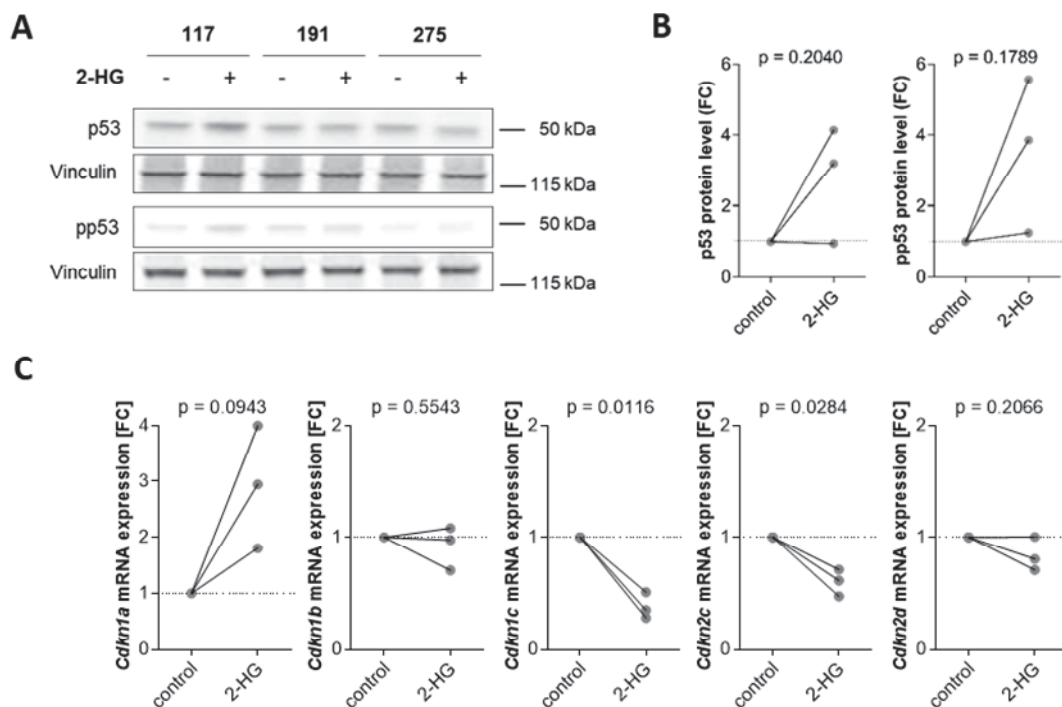 A
117 191 275
2-HG - + - + - +
p53
50 kDa
Vinculin
115 kDa
pp53
50 kDa
Vinculin
115 kDa
B
p = 0.2040
p53 protein level (FC)
6
4
2
0
control
2-HG
p = 0.1789
pp53 protein level (FC)
6
4
2
0
control
2-HG
C
p = 0.0943
Cdkn1a mRNA expression [FC]
4
3
2
1
0
control
2-HG
p = 0.5543
Cdkn1b mRNA expression [FC]
2
1
0
control
2-HG
p = 0.0116
Cdkn1c mRNA expression [FC]
2
1
0
control
2-HG
p = 0.0284
Cdkn2c mRNA expression [FC]
2
1
0
control
2-HG
p = 0.2066
Cdkn2d mRNA expression [FC]
2
1
0
control
2-HG